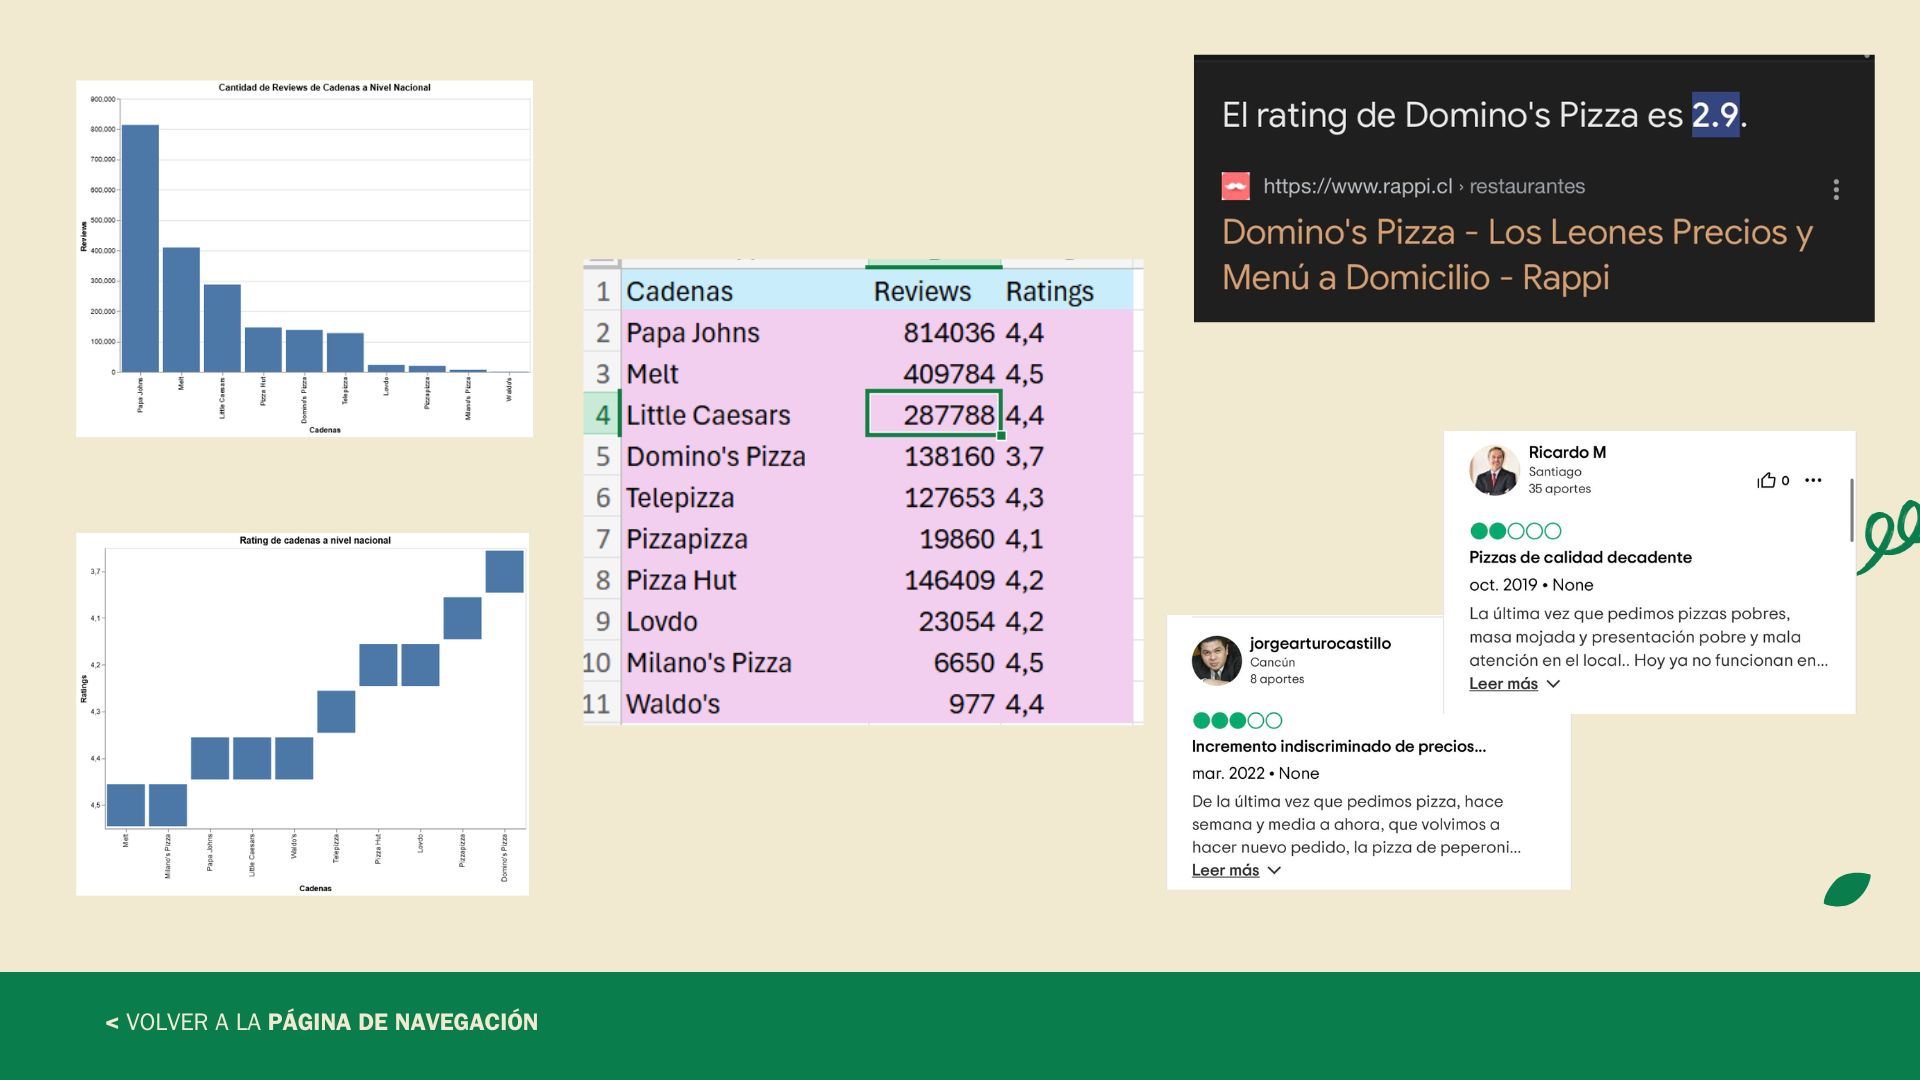 Cantidad de Reviews de Cadenas a Nivel Nacional
Reviews
900,000
800,000
700,000
600,000
500,000
400,000
300,000
200,000
100,000
0
Papa Johns
Melt
Little Caesars
Pizza Hut
Domino's Pizza
Telepizza
Lovdo
Pizzapizza
Milano's Pizza
Waldo's
Cadenas
Rating de cadenas a nivel nacional
Ratings
3,7
4,1
4,2
4,3
4,4
4,5
Melt
Milano's Pizza
Papa Johns
Little Caesars
Waldo's
Telepizza
Pizza Hut
Lovdo
Pizzapizza
Domino's Pizza
Cadenas
1 Cadenas Reviews Ratings
2 Papa Johns 814036 4,4
3 Melt 409784 4,5
4 Little Caesars 287788 4,4
5 Domino's Pizza 138160 3,7
6 Telepizza 127653 4,3
7 Pizzapizza 19860 4,1
8 Pizza Hut 146409 4,2
9 Lovdo 23054 4,2
10 Milano's Pizza 6650 4,5
11 Waldo's 977 4,4
El rating de Domino's Pizza es 2.9.
https://www.rappi.cl › restaurantes
Domino's Pizza - Los Leones Precios y
Menú a Domicilio - Rappi
Ricardo M
Santiago
35 aportes
0
Pizzas de calidad decadente
oct. 2019 • None
La última vez que pedimos pizzas pobres,
masa mojada y presentación pobre y mala
atención en el local.. Hoy ya no funcionan en...
Leer más
jorgearturocastillo
Cancún
8 aportes
Incremento indiscriminado de precios...
mar. 2022 • None
De la última vez que pedimos pizza, hace
semana y media a ahora, que volvimos a
hacer nuevo pedido, la pizza de peperoni...
Leer más
< VOLVER A LA PÁGINA DE NAVEGACIÓN